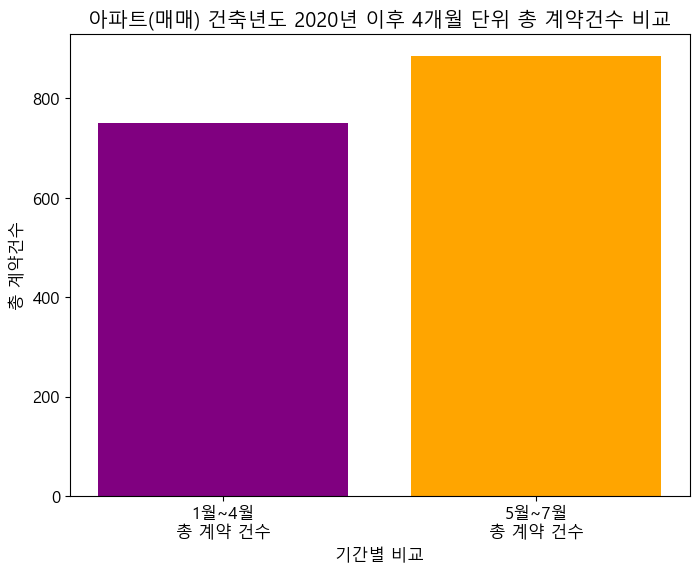 아파트(매매) 건축년도 2020년 이후 4개월 단위 총 계약건수 비교
총 계약건수
800
600
400
200
0
1월~4월
총 계약 건수
5월~7월
총 계약 건수
기간별 비교